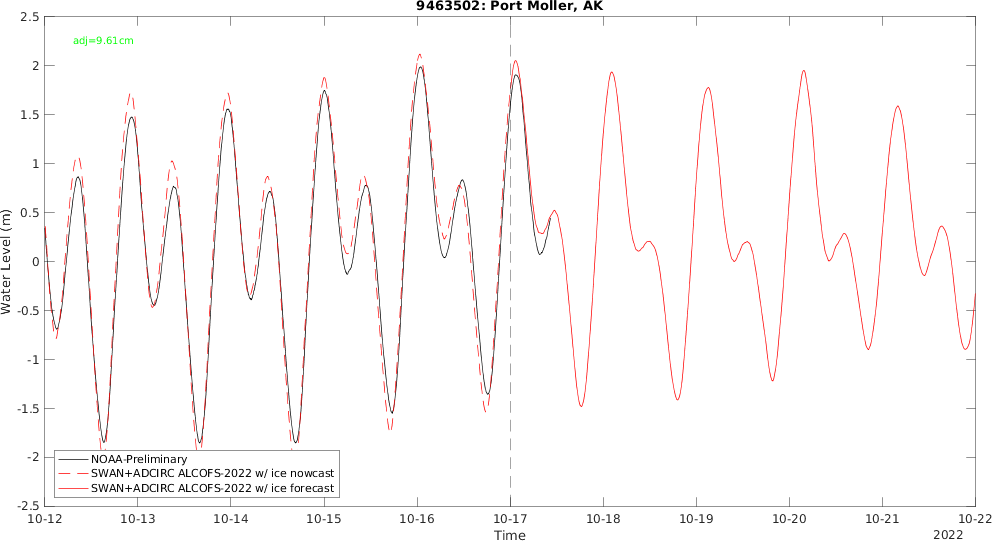 9463502: Port Moller, AK
adj=9.61cm
Water Level (m)
2.5
2
1.5
1
0.5
0
-0.5
-1
-1.5
-2
-2.5
NOAA-Preliminary
SWAN+ADCIRC ALCOFS-2022 w/ ice nowcast
SWAN+ADCIRC ALCOFS-2022 w/ ice forecast
10-12 10-13 10-14 10-15 10-16 10-17 10-18 10-19 10-20 10-21 10-22
Time
2022